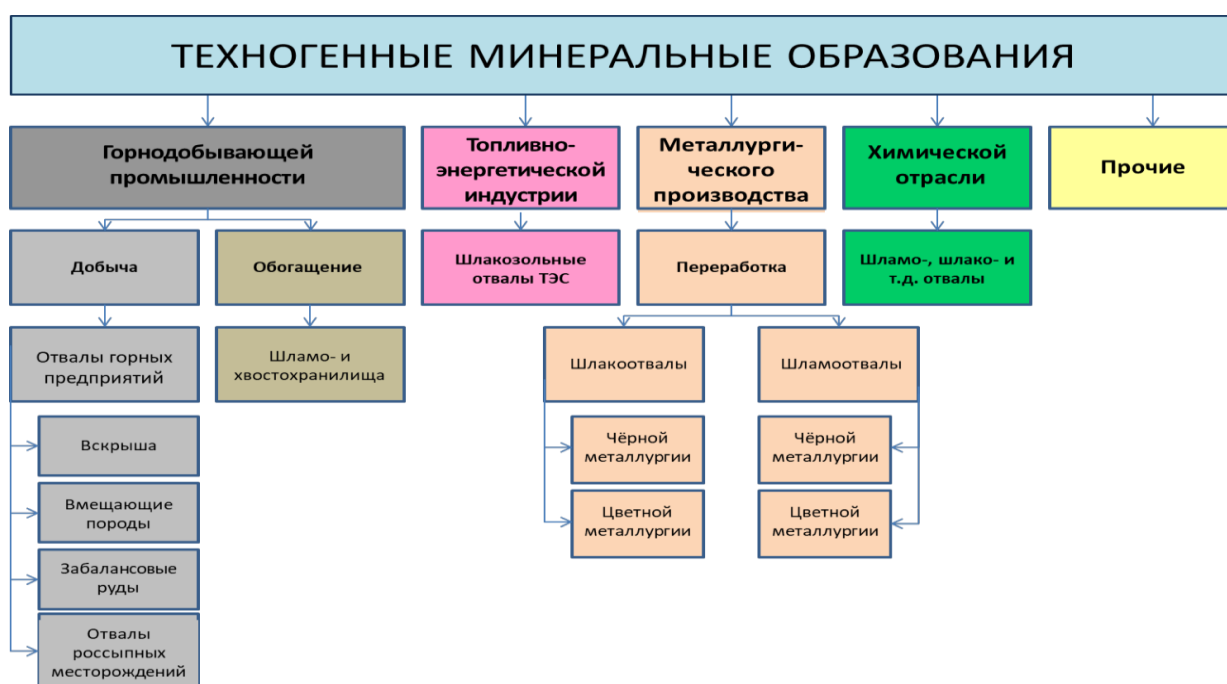 ТЕХНОГЕННЫЕ МИНЕРАЛЬНЫЕ ОБРАЗОВАНИЯ
Горнодобывающей
промышленности
Топливно-
энергетической
индустрии
Металлурги-
ческого
производства
Химической
отрасли
Прочие
Добыча
Обогащение
Шлакозольные
отвалы ТЭС
Переработка
Шламо-, шлако- и
т.д. отвалы
Отвалы горных
предприятий
Шламо- и
хвостохранилища
Шлакоотвалы
Шламоотвалы
Вскрыша
Чёрной
металлургии
Чёрной
металлургии
Вмещающие
породы
Цветной
металлургии
Цветной
металлургии
Забалансовые
руды
Отвалы
россыпных
месторождений